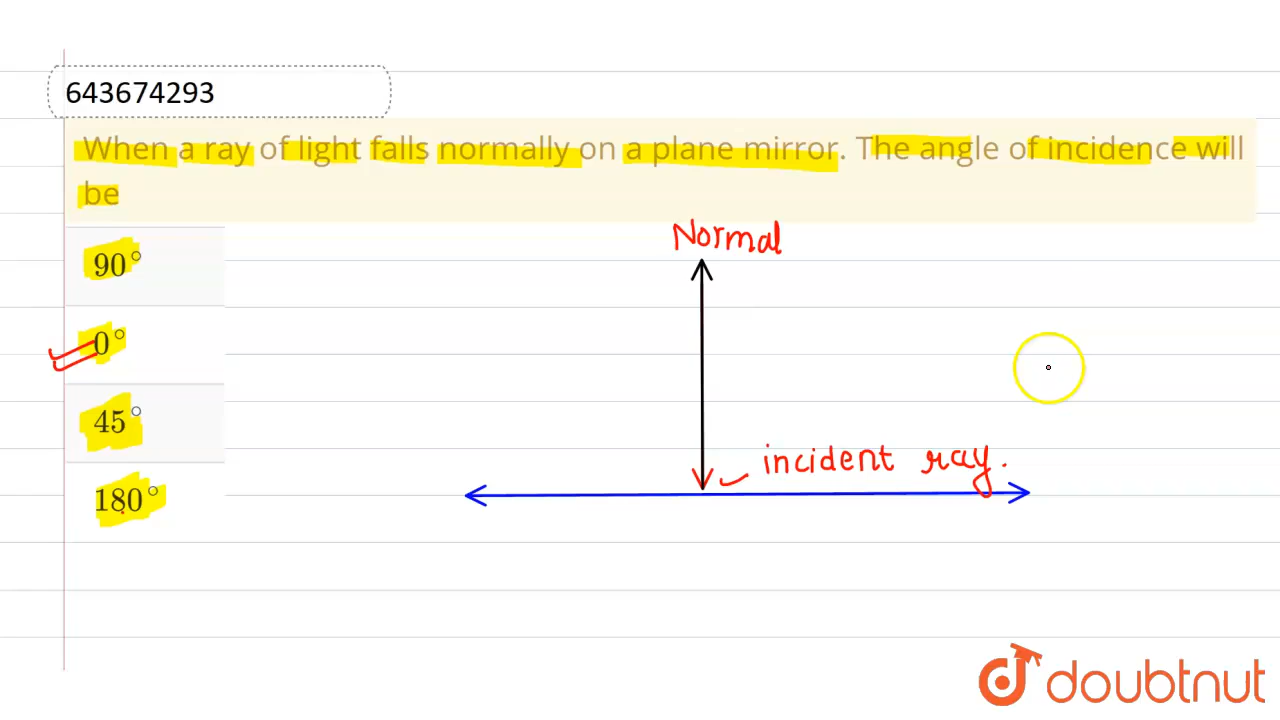 643674293
When a ray of light falls normally on a plane mirror. The angle of incidence will
be
90°
0°
45°
180°
Normal
incident ray.
doubtnut